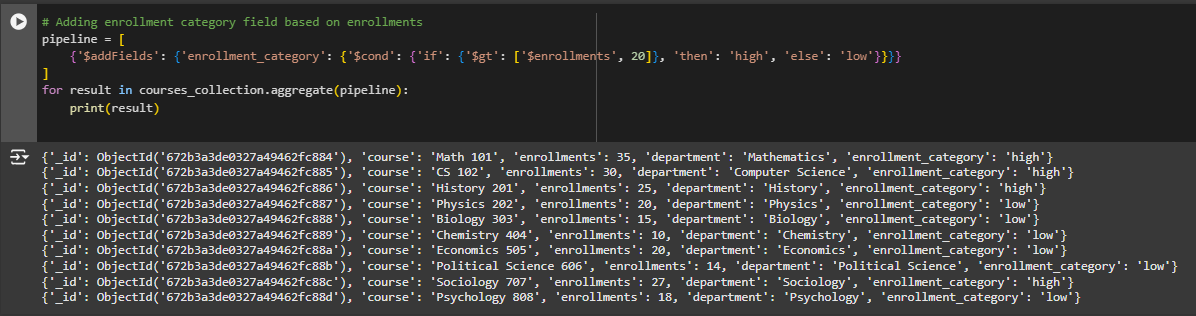 # Adding enrollment category field based on enrollments
pipeline = [
    {'$addFields': {'enrollment_category': {'$cond': {'if': {'$gt': ['$enrollments', 20]}, 'then': 'high', 'else': 'low'}}}}
]
for result in courses_collection.aggregate(pipeline):
    print(result)
{'_id': ObjectId('672b3a3de0327a49462fc884'), 'course': 'Math 101', 'enrollments': 35, 'department': 'Mathematics', 'enrollment_category': 'high'}
{'_id': ObjectId('672b3a3de0327a49462fc885'), 'course': 'CS 102', 'enrollments': 30, 'department': 'Computer Science', 'enrollment_category': 'high'}
{'_id': ObjectId('672b3a3de0327a49462fc886'), 'course': 'History 201', 'enrollments': 25, 'department': 'History', 'enrollment_category': 'high'}
{'_id': ObjectId('672b3a3de0327a49462fc887'), 'course': 'Physics 202', 'enrollments': 20, 'department': 'Physics', 'enrollment_category': 'low'}
{'_id': ObjectId('672b3a3de0327a49462fc888'), 'course': 'Biology 303', 'enrollments': 15, 'department': 'Biology', 'enrollment_category': 'low'}
{'_id': ObjectId('672b3a3de0327a49462fc889'), 'course': 'Chemistry 404', 'enrollments': 10, 'department': 'Chemistry', 'enrollment_category': 'low'}
{'_id': ObjectId('672b3a3de0327a49462fc88a'), 'course': 'Economics 505', 'enrollments': 20, 'department': 'Economics', 'enrollment_category': 'low'}
{'_id': ObjectId('672b3a3de0327a49462fc88b'), 'course': 'Political Science 606', 'enrollments': 14, 'department': 'Political Science', 'enrollment_category': 'low'}
{'_id': ObjectId('672b3a3de0327a49462fc88c'), 'course': 'Sociology 707', 'enrollments': 27, 'department': 'Sociology', 'enrollment_category': 'high'}
{'_id': ObjectId('672b3a3de0327a49462fc88d'), 'course': 'Psychology 808', 'enrollments': 18, 'department': 'Psychology', 'enrollment_category': 'low'}